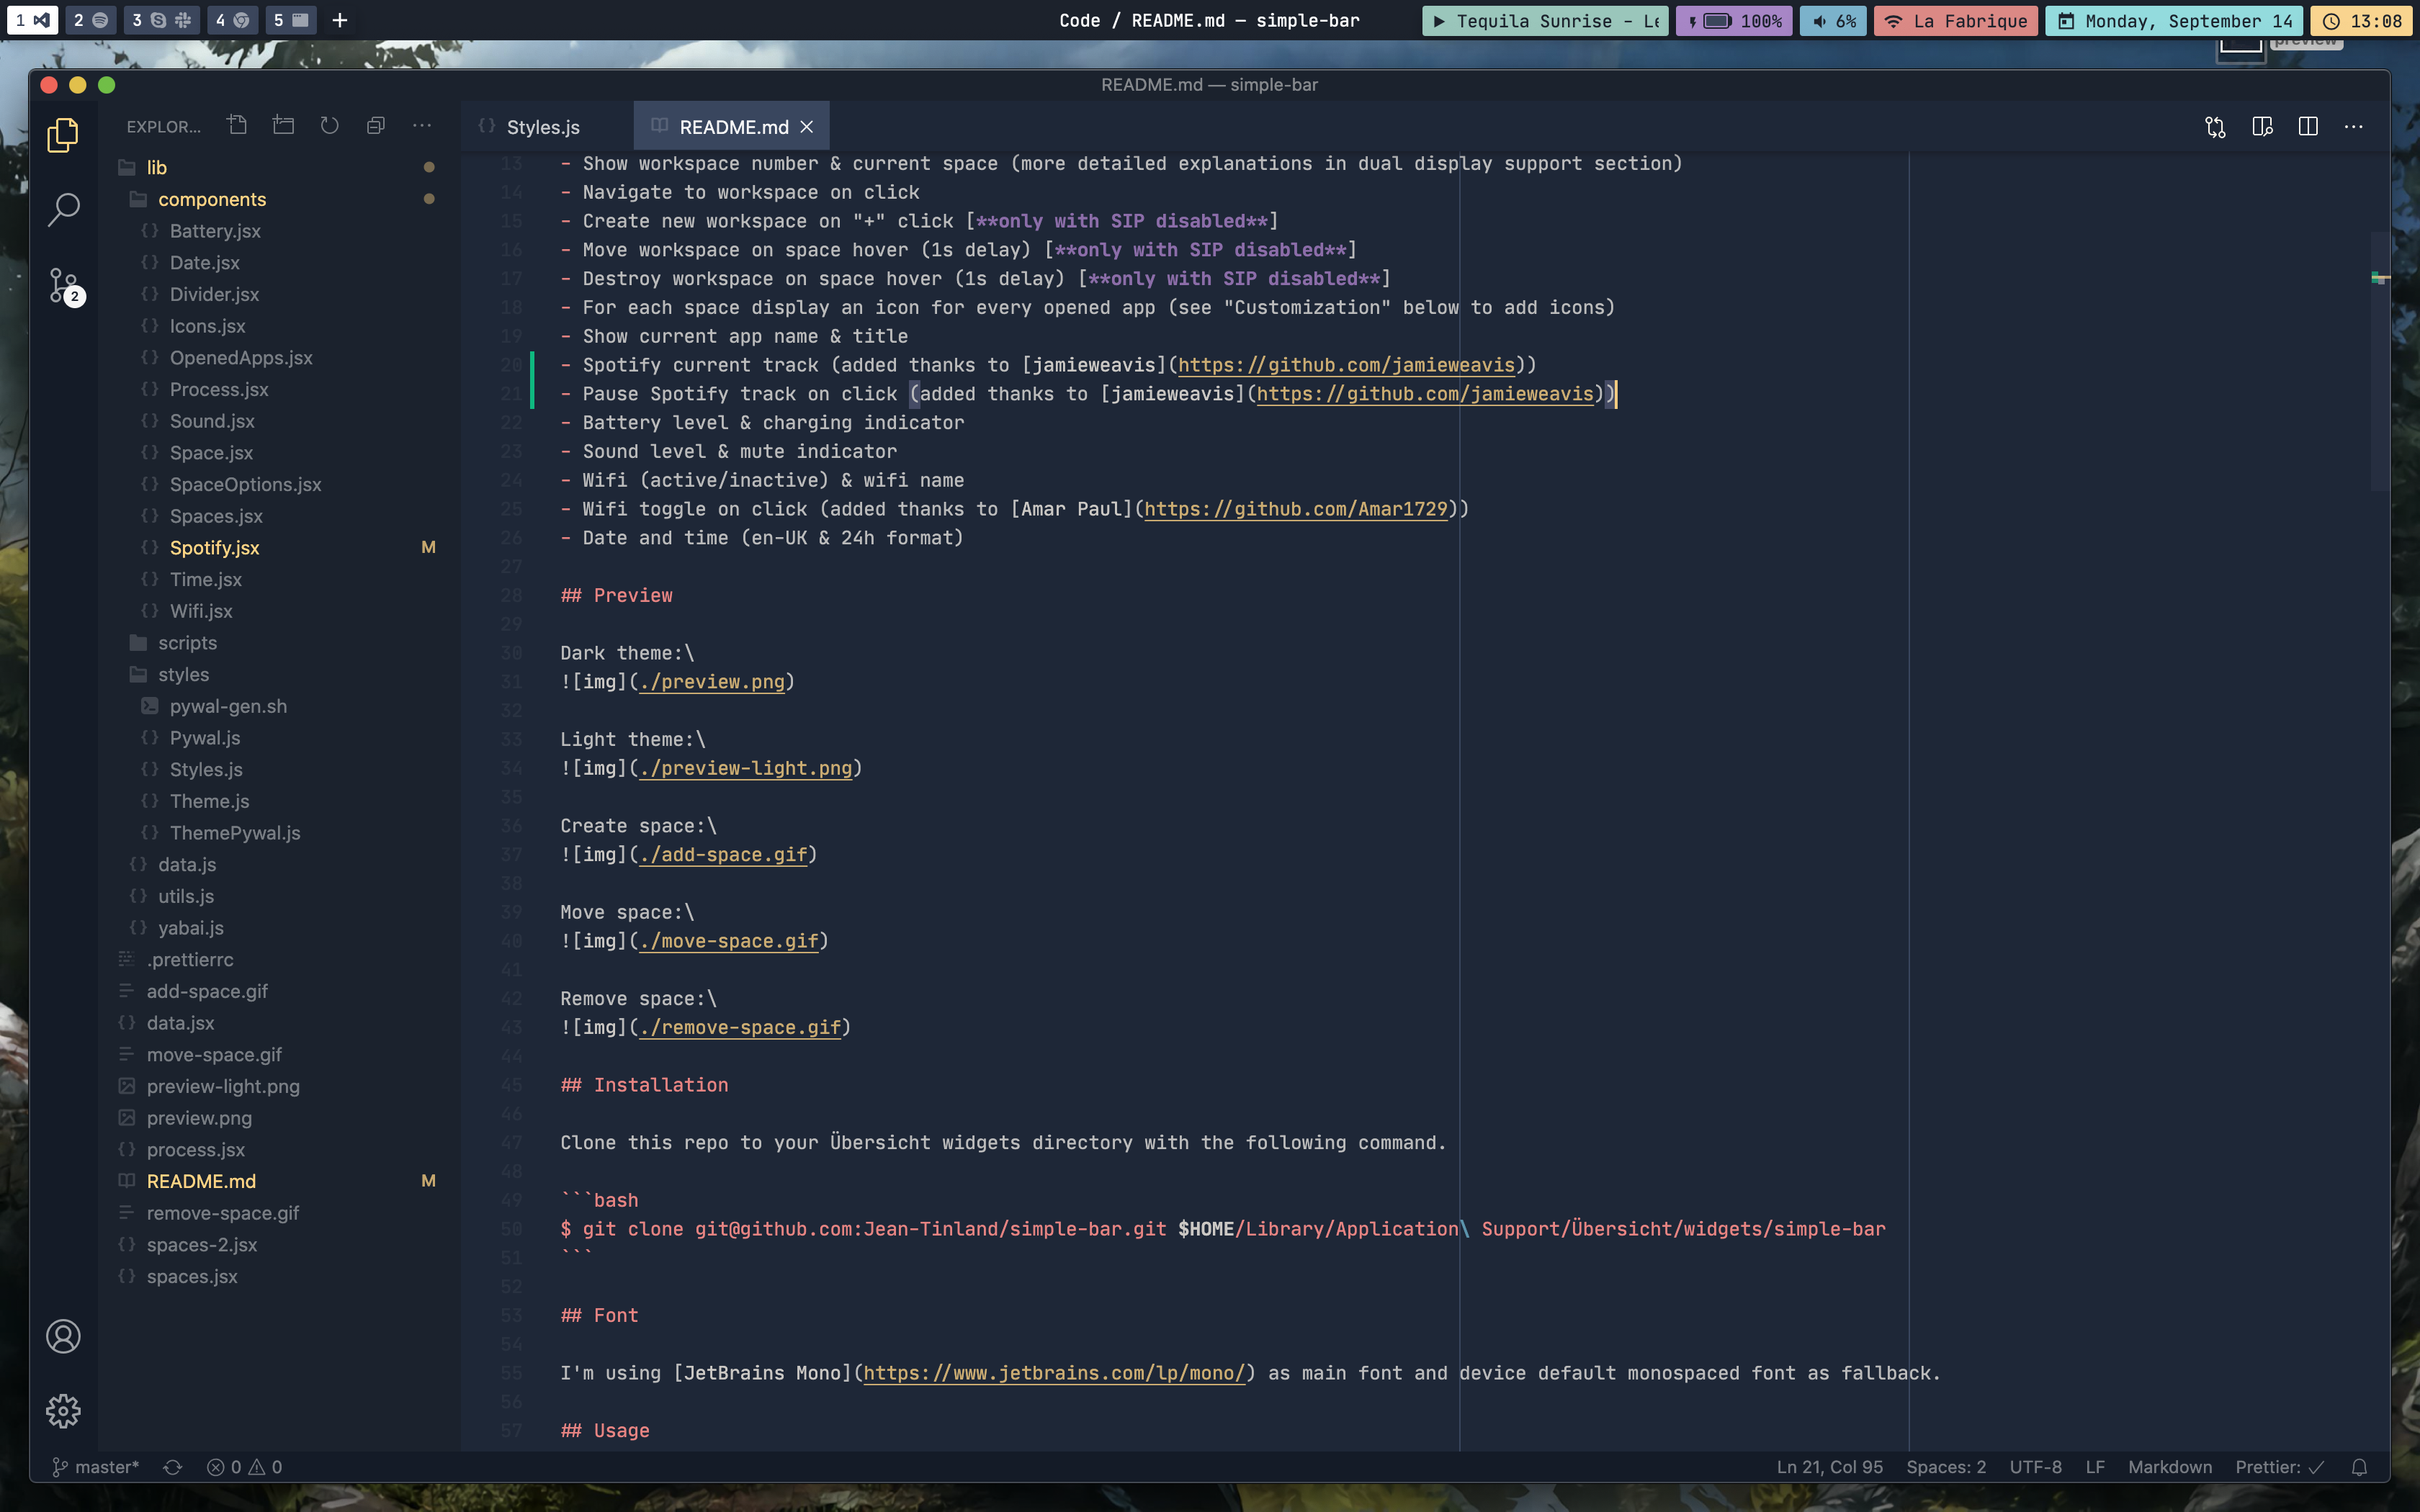 1 2 3 4 5 +
Code / README.md — simple-bar
Tequila Sunrise - Le
100%
6%
La Fabrique
Monday, September 14
13:08
preview
README.md — simple-bar
EXPLOR...
Styles.js
README.md
lib
components
Battery.jsx
Date.jsx
Divider.jsx
Icons.jsx
OpenedApps.jsx
Process.jsx
Sound.jsx
Space.jsx
SpaceOptions.jsx
Spaces.jsx
Spotify.jsx M
Time.jsx
Wifi.jsx
scripts
styles
pywal-gen.sh
Pywal.js
Styles.js
Theme.js
ThemePywal.js
data.js
utils.js
yabai.js
.prettierrc
add-space.gif
data.jsx
move-space.gif
preview-light.png
preview.png
process.jsx
README.md M
remove-space.gif
spaces-2.jsx
spaces.jsx
2
13 - Show workspace number & current space (more detailed explanations in dual display support section)
14 - Navigate to workspace on click
15 - Create new workspace on "+" click [**only with SIP disabled**]
16 - Move workspace on space hover (1s delay) [**only with SIP disabled**]
17 - Destroy workspace on space hover (1s delay) [**only with SIP disabled**]
18 - For each space display an icon for every opened app (see "Customization" below to add icons)
19 - Show current app name & title
20 - Spotify current track (added thanks to [jamieweavis](https://github.com/jamieweavis))
21 - Pause Spotify track on click (added thanks to [jamieweavis](https://github.com/jamieweavis))
22 - Battery level & charging indicator
23 - Sound level & mute indicator
24 - Wifi (active/inactive) & wifi name
25 - Wifi toggle on click (added thanks to [Amar Paul](https://github.com/Amar1729))
26 - Date and time (en-UK & 24h format)
27
28 ## Preview
29
30 Dark theme:\
31 ![img](./preview.png)
32
33 Light theme:\
34 ![img](./preview-light.png)
35
36 Create space:\
37 ![img](./add-space.gif)
38
39 Move space:\
40 ![img](./move-space.gif)
41
42 Remove space:\
43 ![img](./remove-space.gif)
44
45 ## Installation
46
47 Clone this repo to your Übersicht widgets directory with the following command.
48
49 ```bash
50 $ git clone git@github.com:Jean-Tinland/simple-bar.git $HOME/Library/Application\ Support/Übersicht/widgets/simple-bar
51 ```
52
53 ## Font
54
55 I'm using [JetBrains Mono](https://www.jetbrains.com/lp/mono/) as main font and device default monospaced font as fallback.
56
57 ## Usage
master* 0 0
Ln 21, Col 95 Spaces: 2 UTF-8 LF Markdown Prettier: ✓